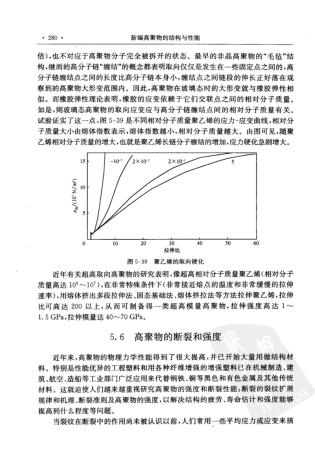 · 280 ·
新编高聚物的结构与性能
倍),也不对应于高聚物分子完全被拆开的状态。最早的非晶高聚物的“毛毡”结
构,继而的高分子链“缠结”的概念都表明取向仅仅是发生在一些固定点之间的,高
分子链缠结点之间的长度比高分子链本身小,缠结点之间链段的伸长正好落在观
察到的高聚物大形变范围内。因此,高聚物在玻璃态时的大形变就与橡胶弹性相
似。而橡胶弹性理论表明,橡胶的应变依赖于它们交联点之间的相对分子质量。
如是,则玻璃态高聚物的取向应变应与高分子链缠结点间的相对分子质量有关。
试验证实了这一点,图 5-39 是不同相对分子质量聚乙烯的应力-应变曲线,相对分
子质量大小由熔体指数表示,熔体指数越小,相对分子质量越大。由图可见,随聚
乙烯相对分子质量的增大,也就是聚乙烯长链分子缠结的增加,应力硬化急剧增大。
15
10
5
0
10
20
30
40
50
60
拉伸比
图 5-39 聚乙烯的取向硬化
近年有关超高取向高聚物的研究表明,像超高相对分子质量聚乙烯(相对分子
质量高达 10⁶~10⁷),在非常特殊条件下(非常接近熔点的温度和非常缓慢的拉伸
速率),用熔体挤出多段拉伸法、固态基础法、熔体挤拉法等方法拉伸聚乙烯,拉伸
比可高达 200 以上,从而可制备得一类超高模量高聚物,拉伸强度高达 1~
1.5 GPa,拉伸模量达 40~70 GPa。
5.6 高聚物的断裂和强度
近年来,高聚物的物理力学性能得到了很大提高,并已开始大量用做结构材
料。特别是性能优异的工程塑料和用各种纤维增强的增强塑料已在机械制造、建
筑、航空、造船等工业部门广泛应用来代替钢铁、铜等黑色和有色金属及其他传统
材料。这就迫使人们越来越重视研究高聚物的强度和断裂性能:断裂的裂纹扩展
规律和机理、断裂准则及高聚物的强度,以解决结构的疲劳、寿命估计和强度能够
提高到什么程度等问题。
当裂纹在断裂中的作用尚未被认识以前,人们常用一些平均应力或应变来描